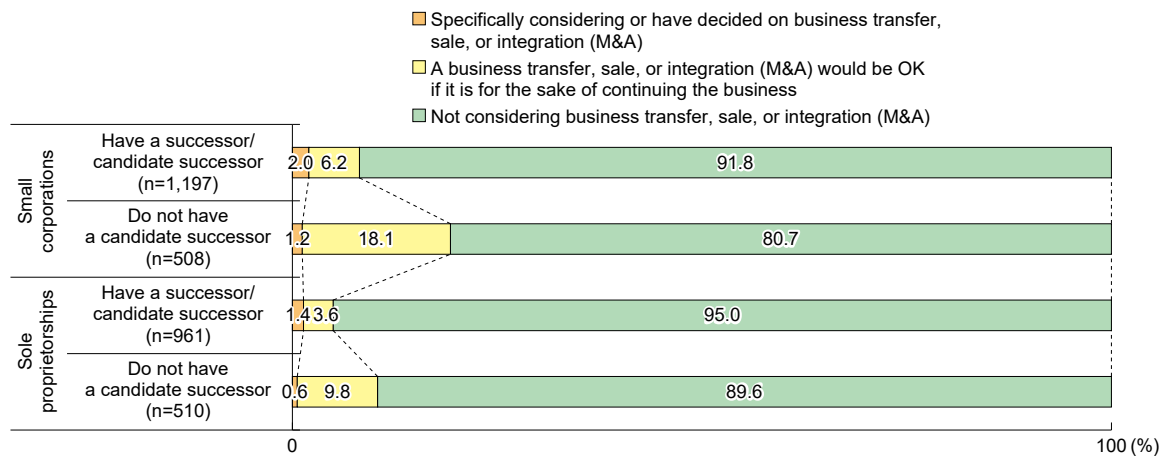 Specifically considering or have decided on business transfer,
sale, or integration (M&A)
A business transfer, sale, or integration (M&A) would be OK
if it is for the sake of continuing the business
Not considering business transfer, sale, or integration (M&A)
Small
corporations
Have a successor/
candidate successor
(n=1,197)
2.0 6.2 91.8
Do not have
a candidate successor
(n=508)
1.2 18.1 80.7
Sole
proprietorships
Have a successor/
candidate successor
(n=961)
1.4 3.6 95.0
Do not have
a candidate successor
(n=510)
0.6 9.8 89.6
0 100 (%)